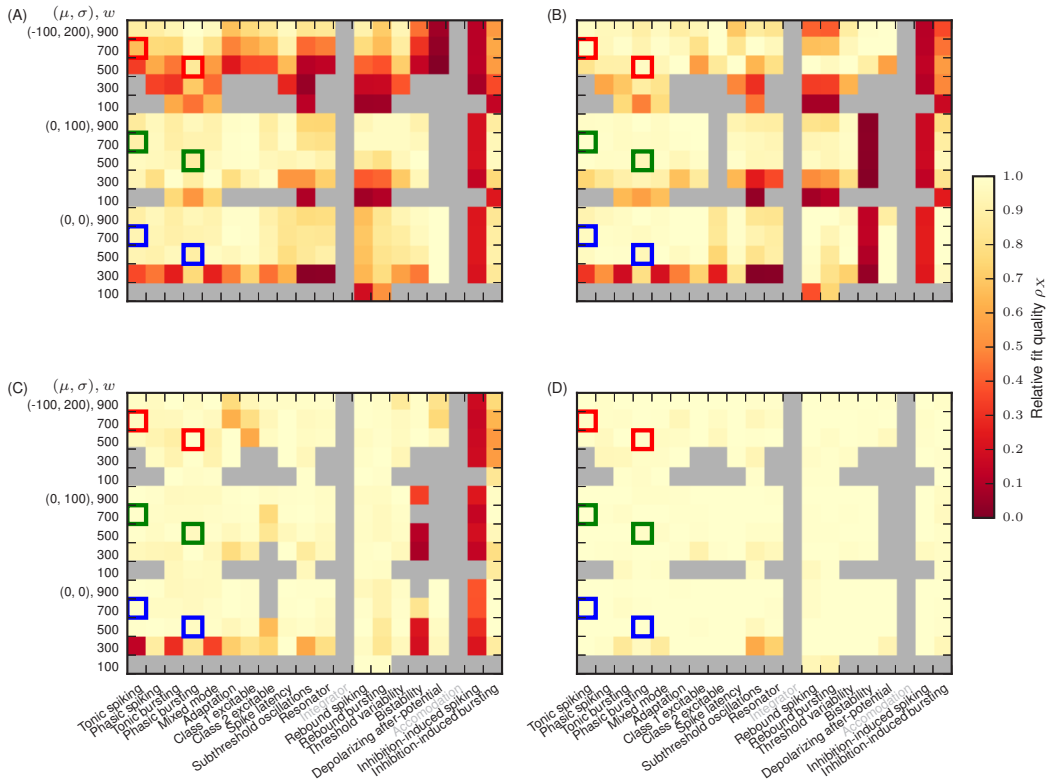 (A) (μ, σ), w
(-100, 200), 900
700
500
300
100
(0, 100), 900
700
500
300
100
(0, 0), 900
700
500
300
100
(B)
1.0
0.9
0.8
0.7
0.6
0.5
0.4
0.3
0.2
0.1
0.0
Relative fit quality ρX
(C) (μ, σ), w
(-100, 200), 900
700
500
300
100
(0, 100), 900
700
500
300
100
(0, 0), 900
700
500
300
100
Tonic spiking
Phasic spiking
Tonic bursting
Phasic bursting
Mixed mode
Adaptation
Class 1 excitable
Class 2 excitable
Spike latency
Subthreshold oscillations
Resonator
Integrator
Rebound spiking
Rebound bursting
Threshold variability
Bistability
Depolarizing after-potential
Accomodation
Inhibition-induced spiking
Inhibition-induced bursting
(D)
Tonic spiking
Phasic spiking
Tonic bursting
Phasic bursting
Mixed mode
Adaptation
Class 1 excitable
Class 2 excitable
Spike latency
Subthreshold oscillations
Resonator
Integrator
Rebound spiking
Rebound bursting
Threshold variability
Bistability
Depolarizing after-potential
Accomodation
Inhibition-induced spiking
Inhibition-induced bursting